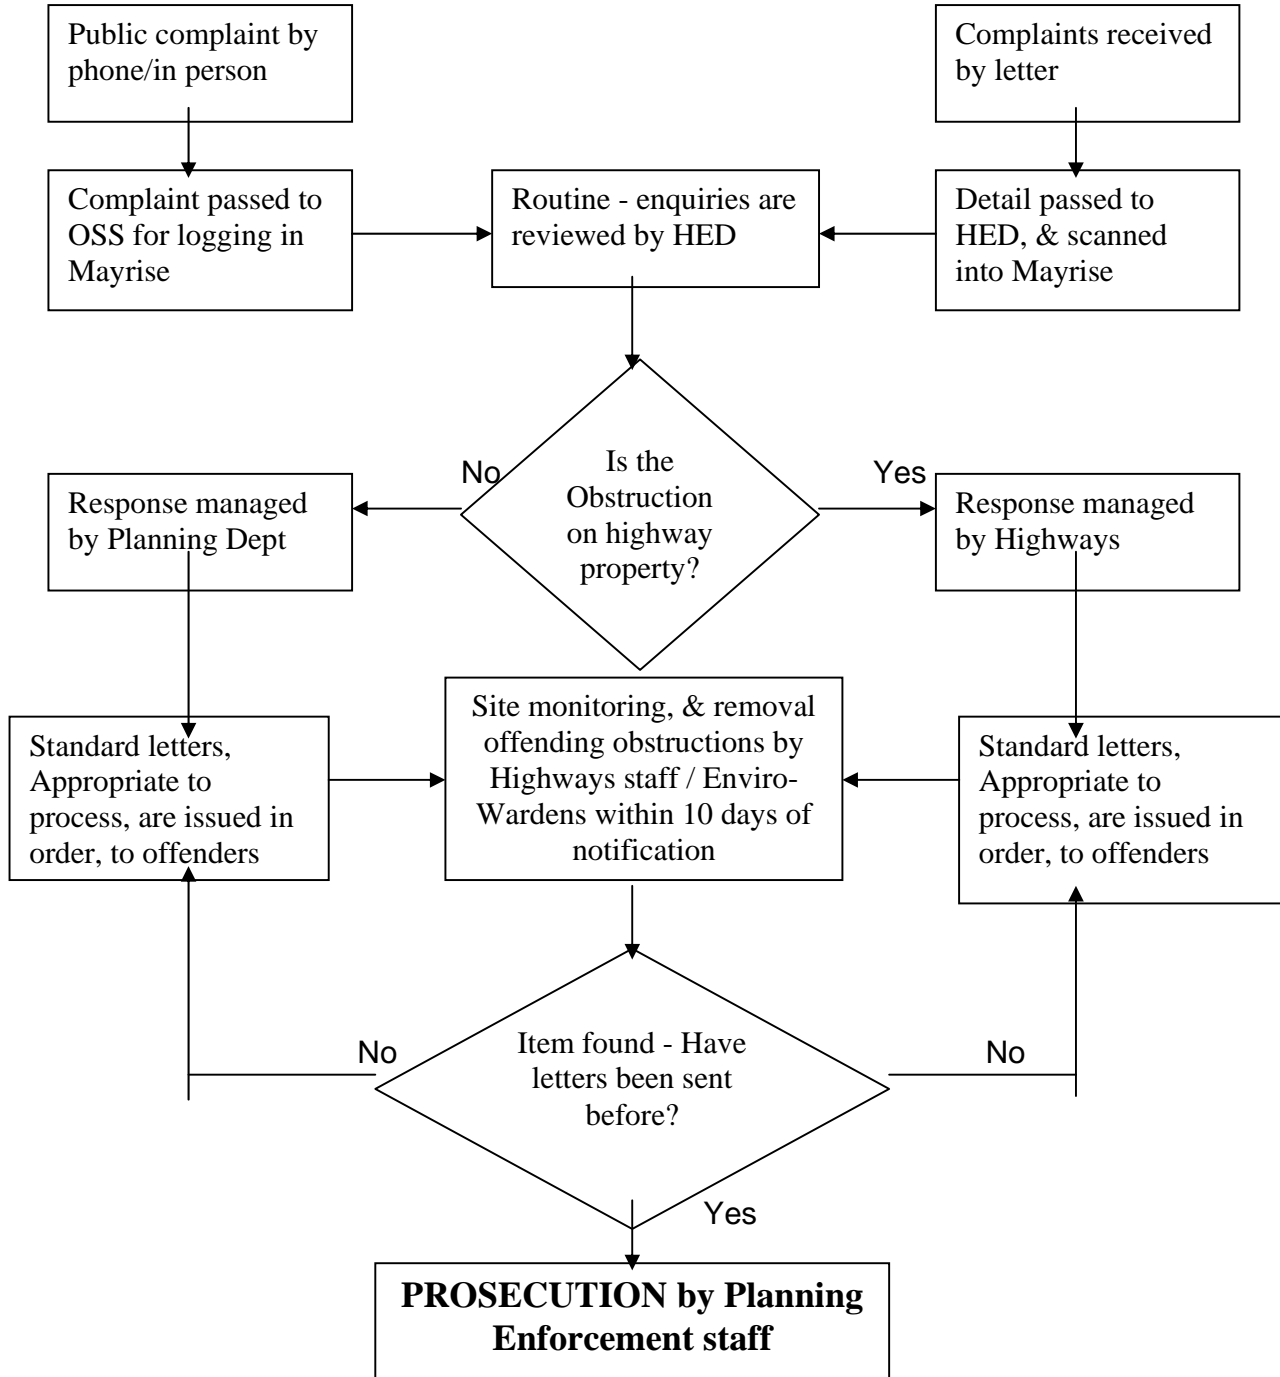 Public complaint by
phone/in person
Complaints received
by letter
Complaint passed to
OSS for logging in
Mayrise
Routine - enquiries are
reviewed by HED
Detail passed to
HED, & scanned
into Mayrise
No
Is the
Obstruction
on highway
property?
Yes
Response managed
by Planning Dept
Response managed
by Highways
Standard letters,
Appropriate to
process, are issued in
order, to offenders
Site monitoring, & removal
offending obstructions by
Highways staff / Enviro-
Wardens within 10 days of
notification
Standard letters,
Appropriate to
process, are issued in
order, to offenders
No
Item found - Have
letters been sent
before?
No
Yes
PROSECUTION by Planning
Enforcement staff